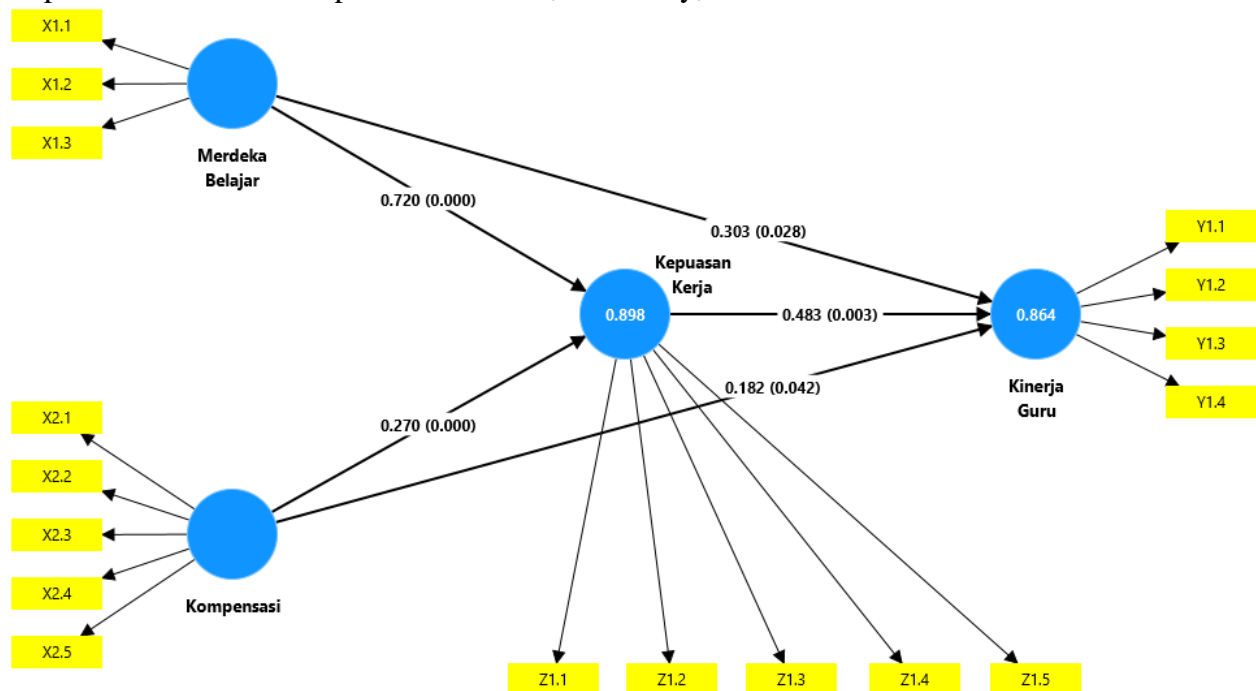 X1.1
X1.2
X1.3
Merdeka
Belajar
0.720 (0.000)
0.303 (0.028)
Kepuasan
Kerja
0.898
0.483 (0.003)
0.864
Kinerja
Guru
Y1.1
Y1.2
Y1.3
Y1.4
0.182 (0.042)
0.270 (0.000)
X2.1
X2.2
X2.3
X2.4
X2.5
Kompensasi
Z1.1
Z1.2
Z1.3
Z1.4
Z1.5